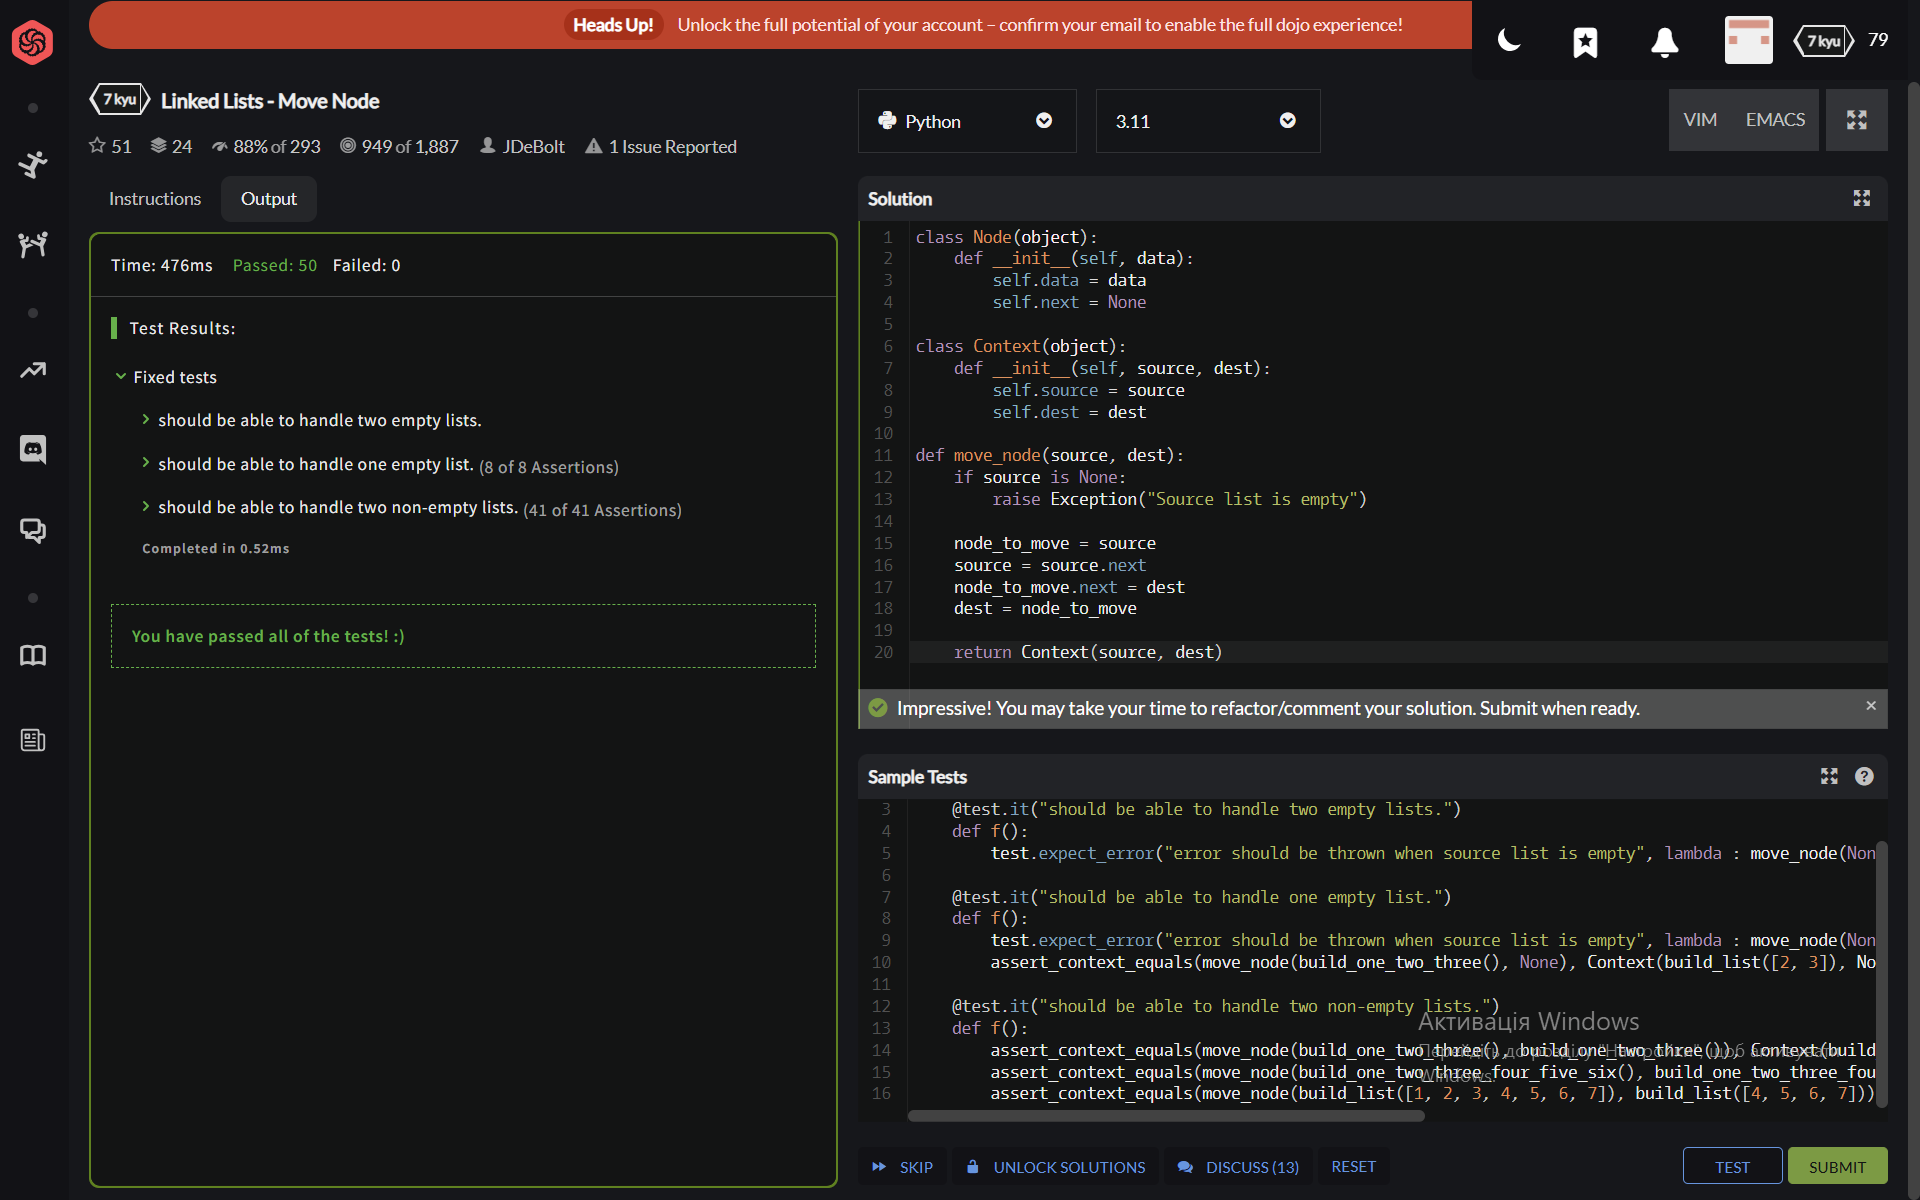 Heads Up! Unlock the full potential of your account – confirm your email to enable the full dojo experience!
7 kyu 79
7 kyu Linked Lists - Move Node
51 24 88% of 293 949 of 1,887 JDeBolt 1 Issue Reported
Instructions Output
Time: 476ms Passed: 50 Failed: 0
Test Results:
Fixed tests
should be able to handle two empty lists.
should be able to handle one empty list. (8 of 8 Assertions)
should be able to handle two non-empty lists. (41 of 41 Assertions)
Completed in 0.52ms
You have passed all of the tests! :)
Python 3.11 VIM EMACS
Solution
1 class Node(object):
2     def __init__(self, data):
3         self.data = data
4         self.next = None
5
6 class Context(object):
7     def __init__(self, source, dest):
8         self.source = source
9         self.dest = dest
10
11 def move_node(source, dest):
12     if source is None:
13         raise Exception("Source list is empty")
14
15     node_to_move = source
16     source = source.next
17     node_to_move.next = dest
18     dest = node_to_move
19
20     return Context(source, dest)
Impressive! You may take your time to refactor/comment your solution. Submit when ready. ×
Sample Tests ?
3     @test.it("should be able to handle two empty lists.")
4     def f():
5         test.expect_error("error should be thrown when source list is empty", lambda : move_node(Non
6
7     @test.it("should be able to handle one empty list.")
8     def f():
9         test.expect_error("error should be thrown when source list is empty", lambda : move_node(Non
10         assert_context_equals(move_node(build_one_two_three(), None), Context(build_list([2, 3]), No
11
12     @test.it("should be able to handle two non-empty lists.")
13     def f():
14         assert_context_equals(move_node(build_one_two_three(), build_one_two_three()), Context(build
15         assert_context_equals(move_node(build_one_two_three_four_five_six(), build_one_two_three_fou
16         assert_context_equals(move_node(build_list([1, 2, 3, 4, 5, 6, 7]), build_list([4, 5, 6, 7]))
Активація Windows
Перейдіть до розділу "Настройки", щоб активувати
Windows.
SKIP UNLOCK SOLUTIONS DISCUSS (13) RESET TEST SUBMIT